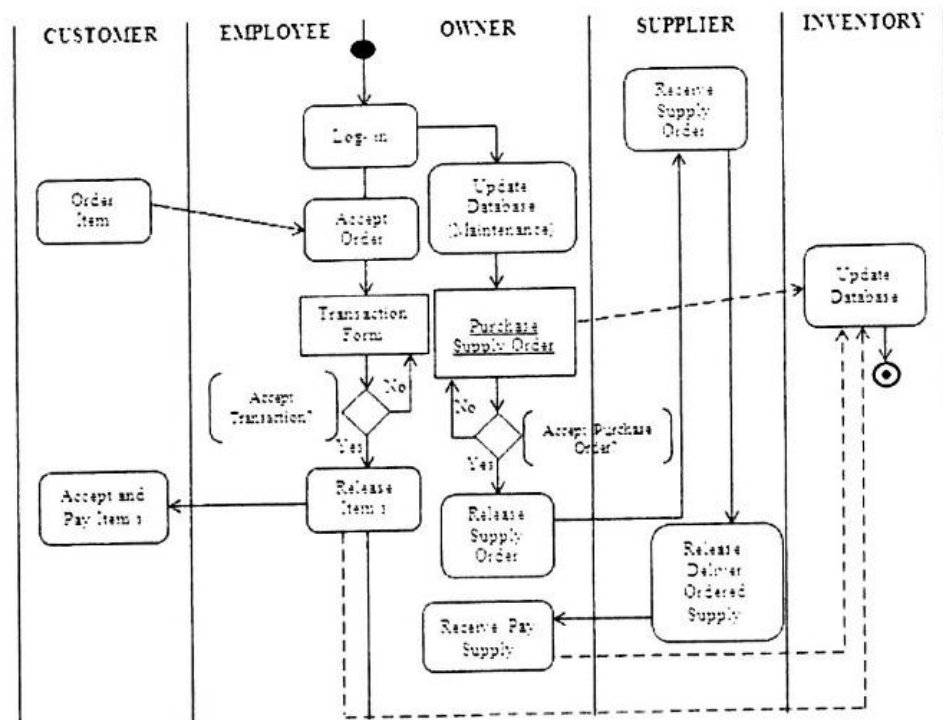 CUSTOMER
EMPLOYEE
OWNER
SUPPLIER
INVENTORY
Receive
Supply
Order
Log-in
Order
Item
Accept
Order
Update
Database
(Maintenance)
Update
Database
Transaction
Form
Purchase
Supply Order
No
Accept
Transaction?
Yes
No
Accept Purchase
Order?
Yes
Accept and
Pay Item s
Release
Item s
Release
Supply
Order
Release
Deliver
Ordered
Supply
Receive Pay
Supply